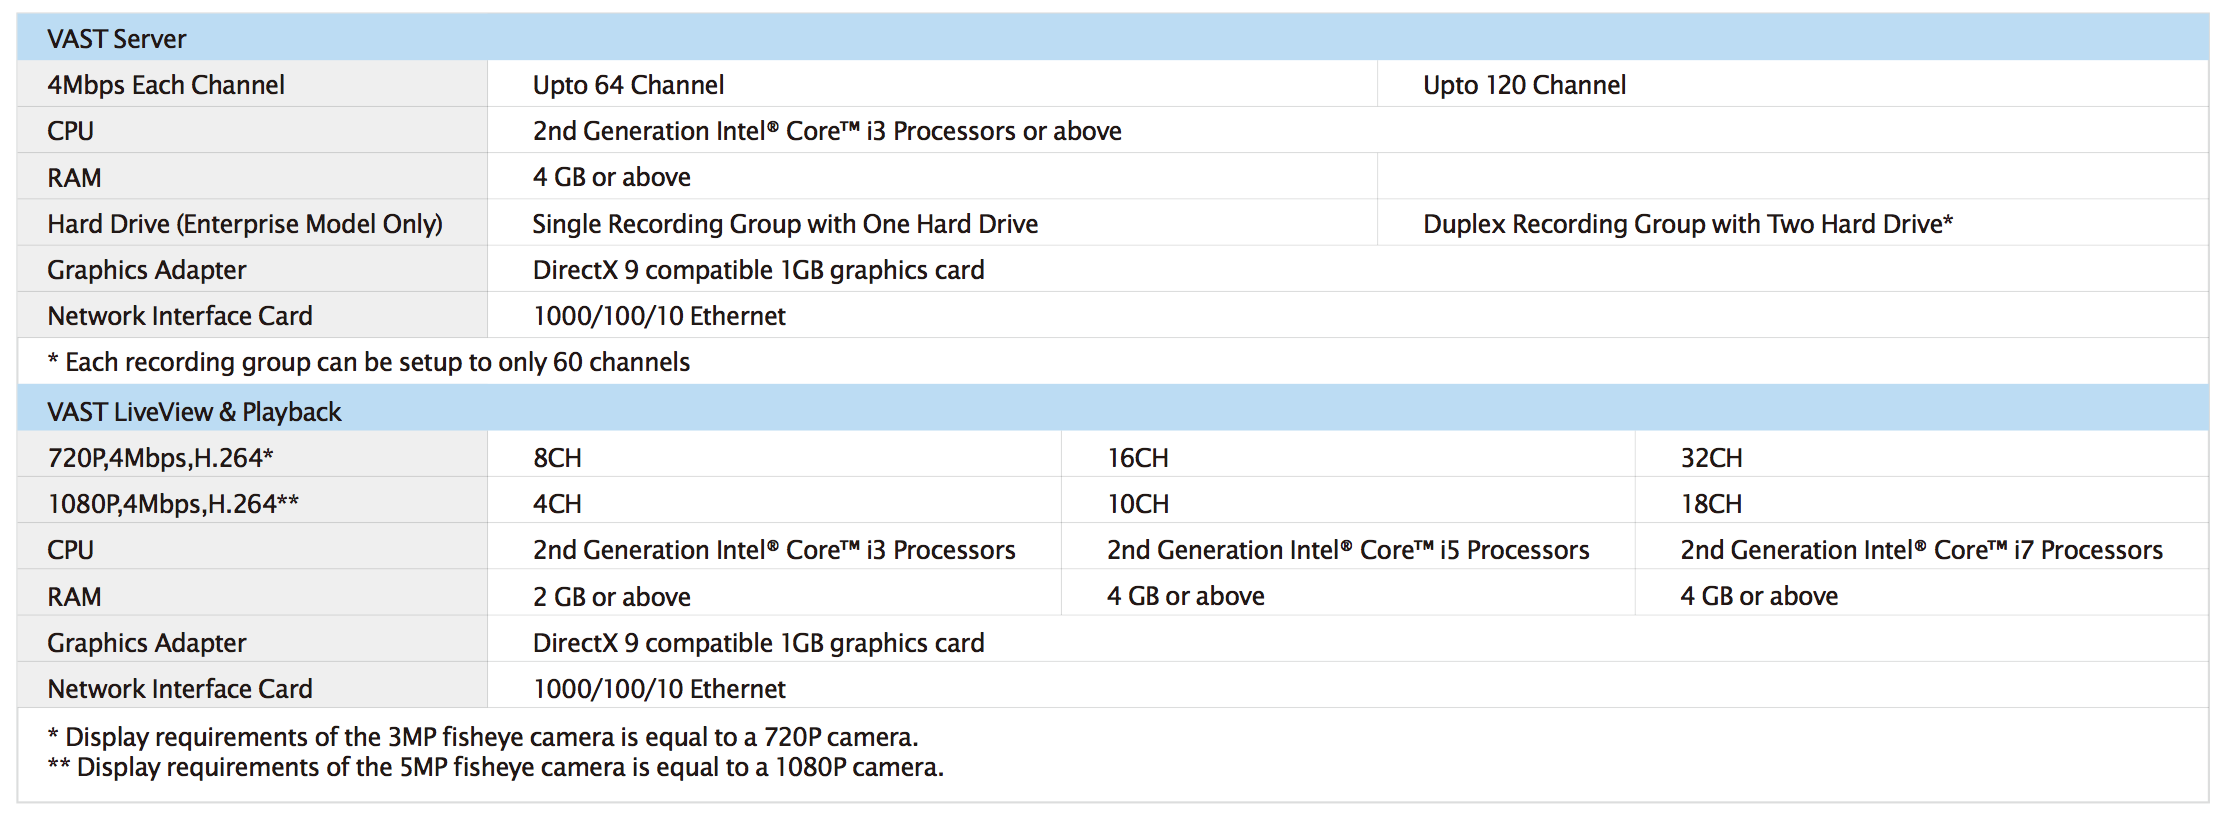 VAST Server
4Mbps Each Channel Upto 64 Channel Upto 120 Channel
CPU 2nd Generation Intel® Core™ i3 Processors or above
RAM 4 GB or above
Hard Drive (Enterprise Model Only) Single Recording Group with One Hard Drive Duplex Recording Group with Two Hard Drive*
Graphics Adapter DirectX 9 compatible 1GB graphics card
Network Interface Card 1000/100/10 Ethernet
* Each recording group can be setup to only 60 channels
VAST LiveView & Playback
720P,4Mbps,H.264* 8CH 16CH 32CH
1080P,4Mbps,H.264** 4CH 10CH 18CH
CPU 2nd Generation Intel® Core™ i3 Processors 2nd Generation Intel® Core™ i5 Processors 2nd Generation Intel® Core™ i7 Processors
RAM 2 GB or above 4 GB or above 4 GB or above
Graphics Adapter DirectX 9 compatible 1GB graphics card
Network Interface Card 1000/100/10 Ethernet
* Display requirements of the 3MP fisheye camera is equal to a 720P camera.
** Display requirements of the 5MP fisheye camera is equal to a 1080P camera.